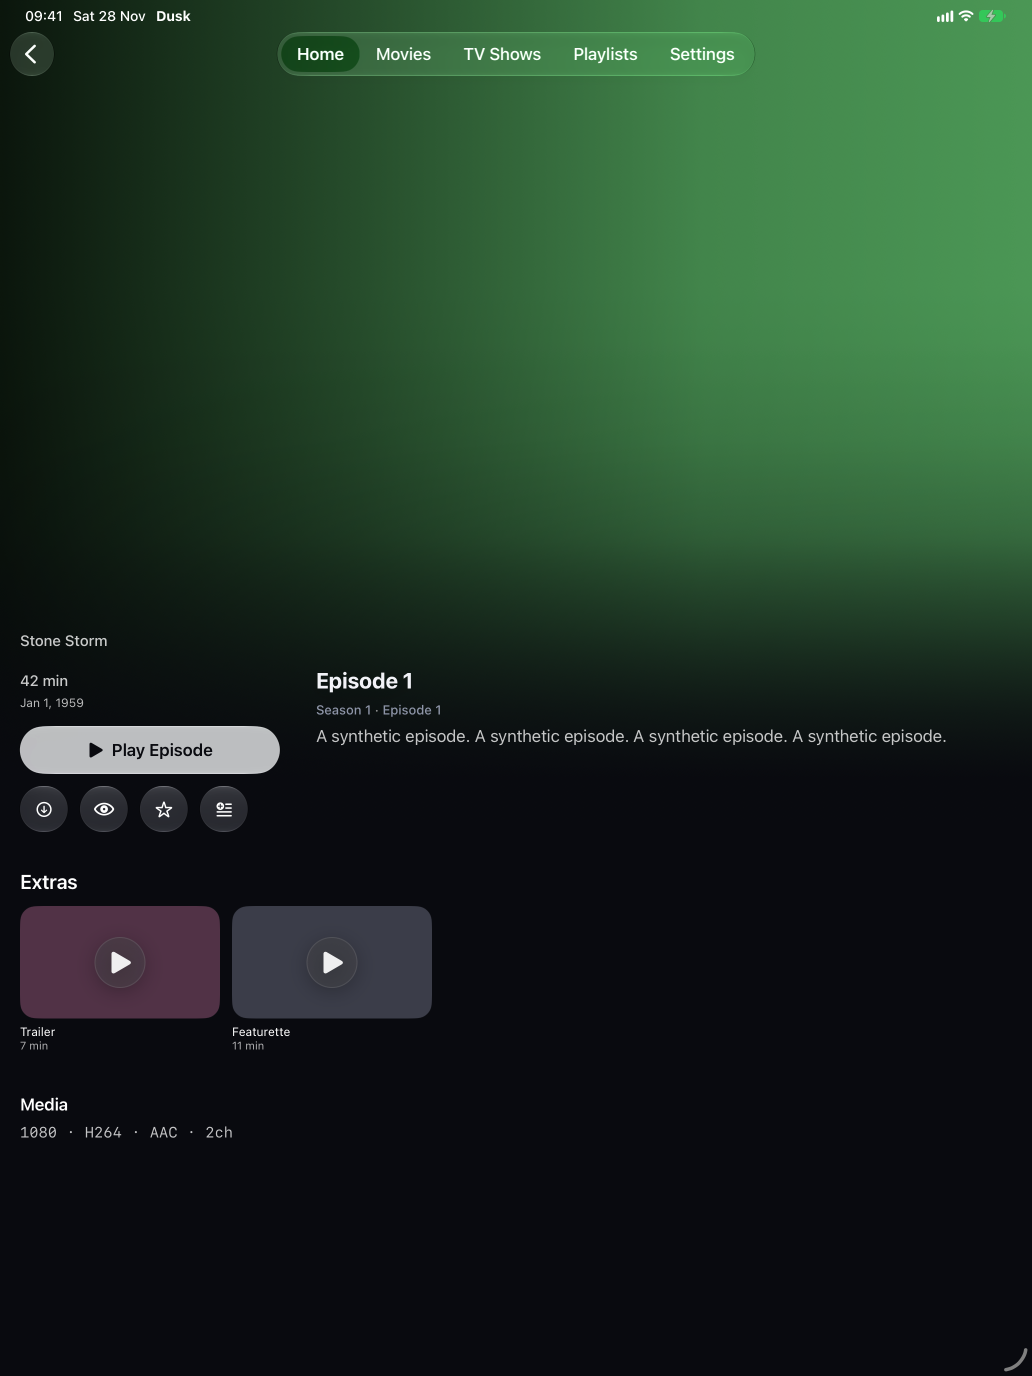 09:41 Sat 28 Nov Dusk
Home Movies TV Shows Playlists Settings
Stone Storm
42 min
Jan 1, 1959
Play Episode
Episode 1
Season 1 · Episode 1
A synthetic episode. A synthetic episode. A synthetic episode. A synthetic episode.
Extras
Trailer
7 min
Featurette
11 min
Media
1080 · H264 · AAC · 2ch